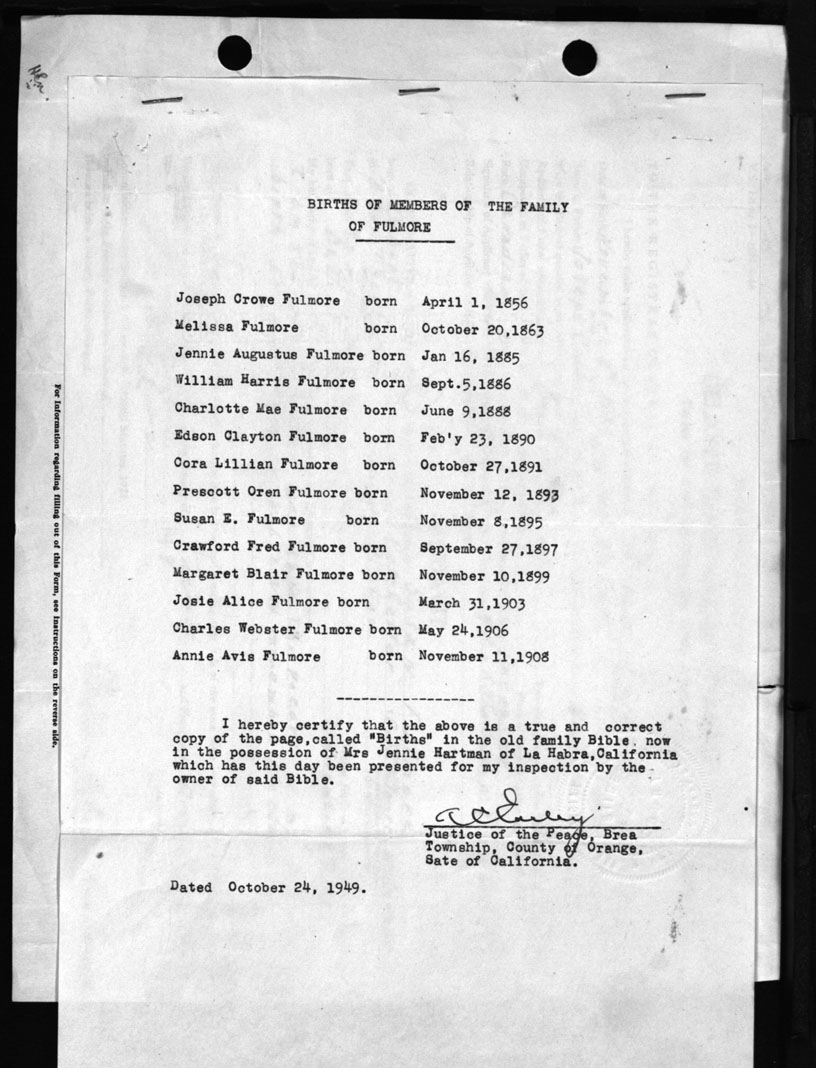 BIRTHS OF MEMBERS OF THE FAMILY
OF FULMORE
Joseph Crowe Fulmore born April 1, 1856
Melissa Fulmore born October 20,1863
Jennie Augustus Fulmore born Jan 16, 1885
William Harris Fulmore born Sept.5,1886
Charlotte Mae Fulmore born June 9,1888
Edson Clayton Fulmore born Feb'y 23, 1890
Cora Lillian Fulmore born October 27,1891
Prescott Oren Fulmore born November 12, 1893
Susan E. Fulmore born November 8,1895
Crawford Fred Fulmore born September 27,1897
Margaret Blair Fulmore born November 10,1899
Josie Alice Fulmore born March 31,1903
Charles Webster Fulmore born May 24,1906
Annie Avis Fulmore born November 11,1908
-----------------
I hereby certify that the above is a true and correct
copy of the page,called "Births" in the old family Bible. now
in the possession of Mrs Jennie Hartman of La Habra,California
which has this day been presented for my inspection by the
owner of said Bible.
Justice of the Peace, Brea
Township, County of Orange,
Sate of California.
Dated October 24, 1949.
For Information regarding filling out of this Form, see Instructions on the reverse side.